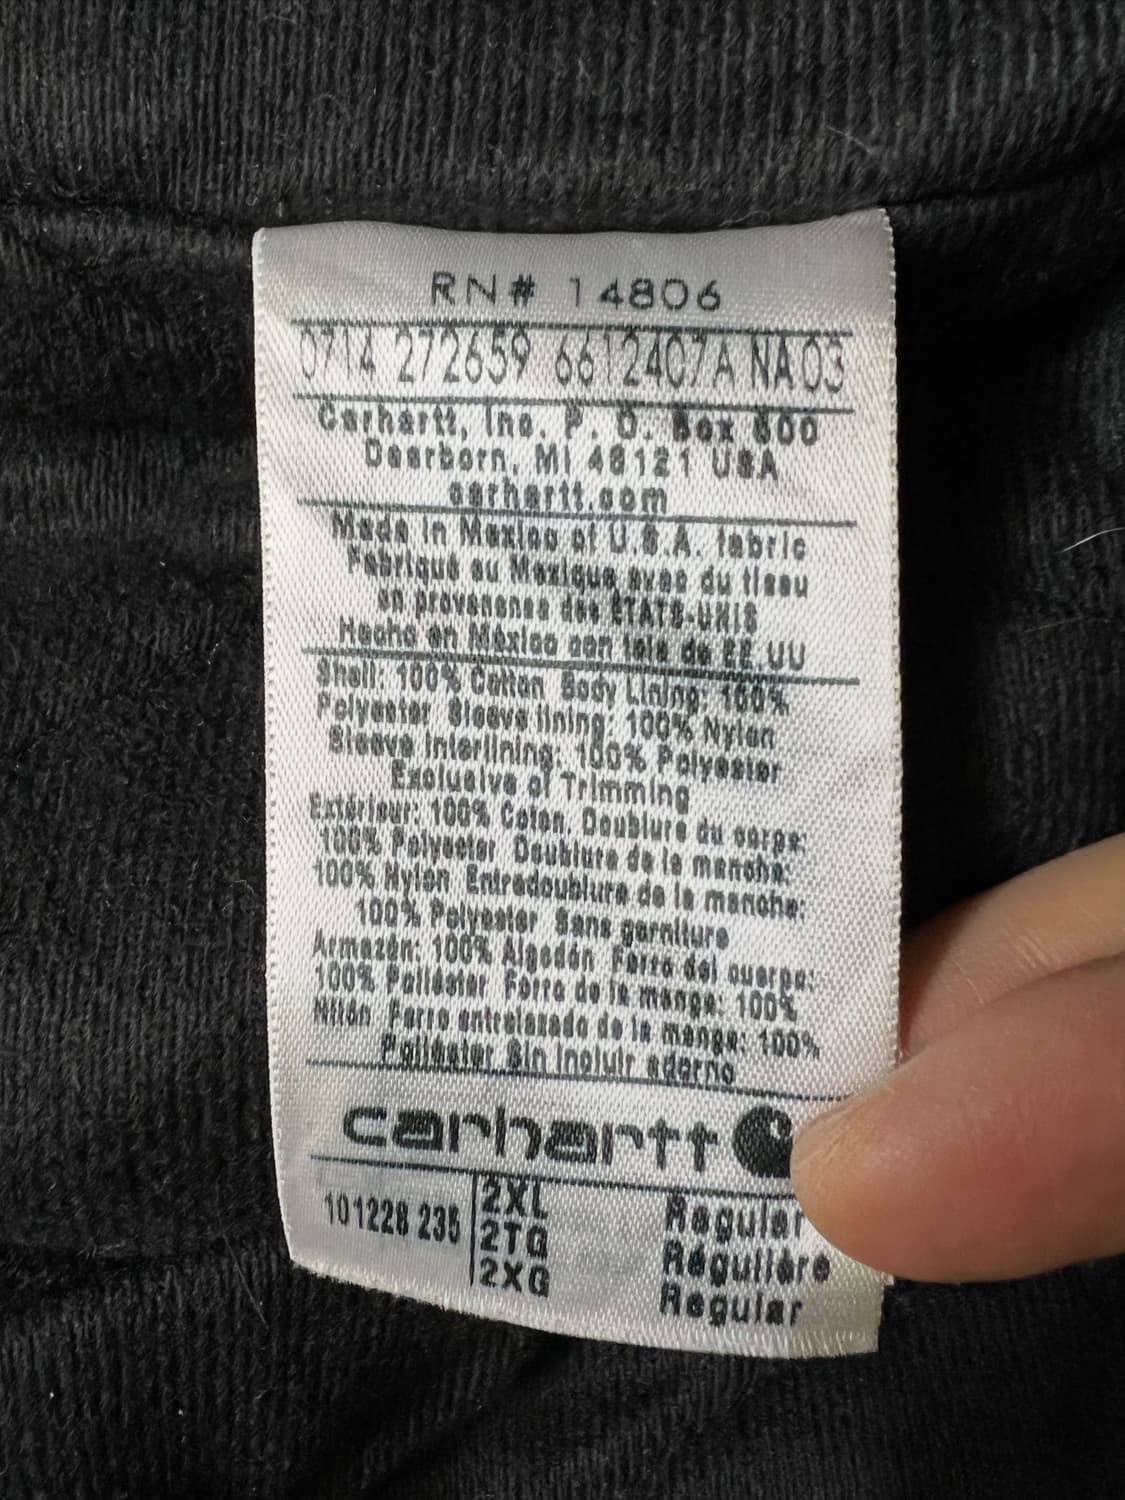 RN# 14806
0714 272659 6612407A NA 03
Carhartt, Inc. P. O. Box 600
Dearborn, MI 48121 USA
carhartt.com
Made in Mexico of U.S.A. fabric
Fabriqué au Mexique avec du tissu
en provenance des ÉTATS-UNIS
Hecho en México con tela de EE.UU
Shell: 100% Cotton Body Lining: 100%
Polyester Sleeve lining: 100% Nylon
Sleeve Interlining: 100% Polyester
Exclusive of Trimming
Extérieur: 100% Coton. Doublure du corps:
100% Polyester Doublure de la manche:
100% Nylon Entredoublure de la manche:
100% Polyester Sans garniture
Armazón: 100% Algodón Forro del cuerpo:
100% Poliéster Forro de la manga: 100%
Nilón Forro entrelazado de la manga: 100%
Poliéster Sin incluir adorno
carhartt
101228 235
2XL Regular
2TG Régulière
2XG Regular